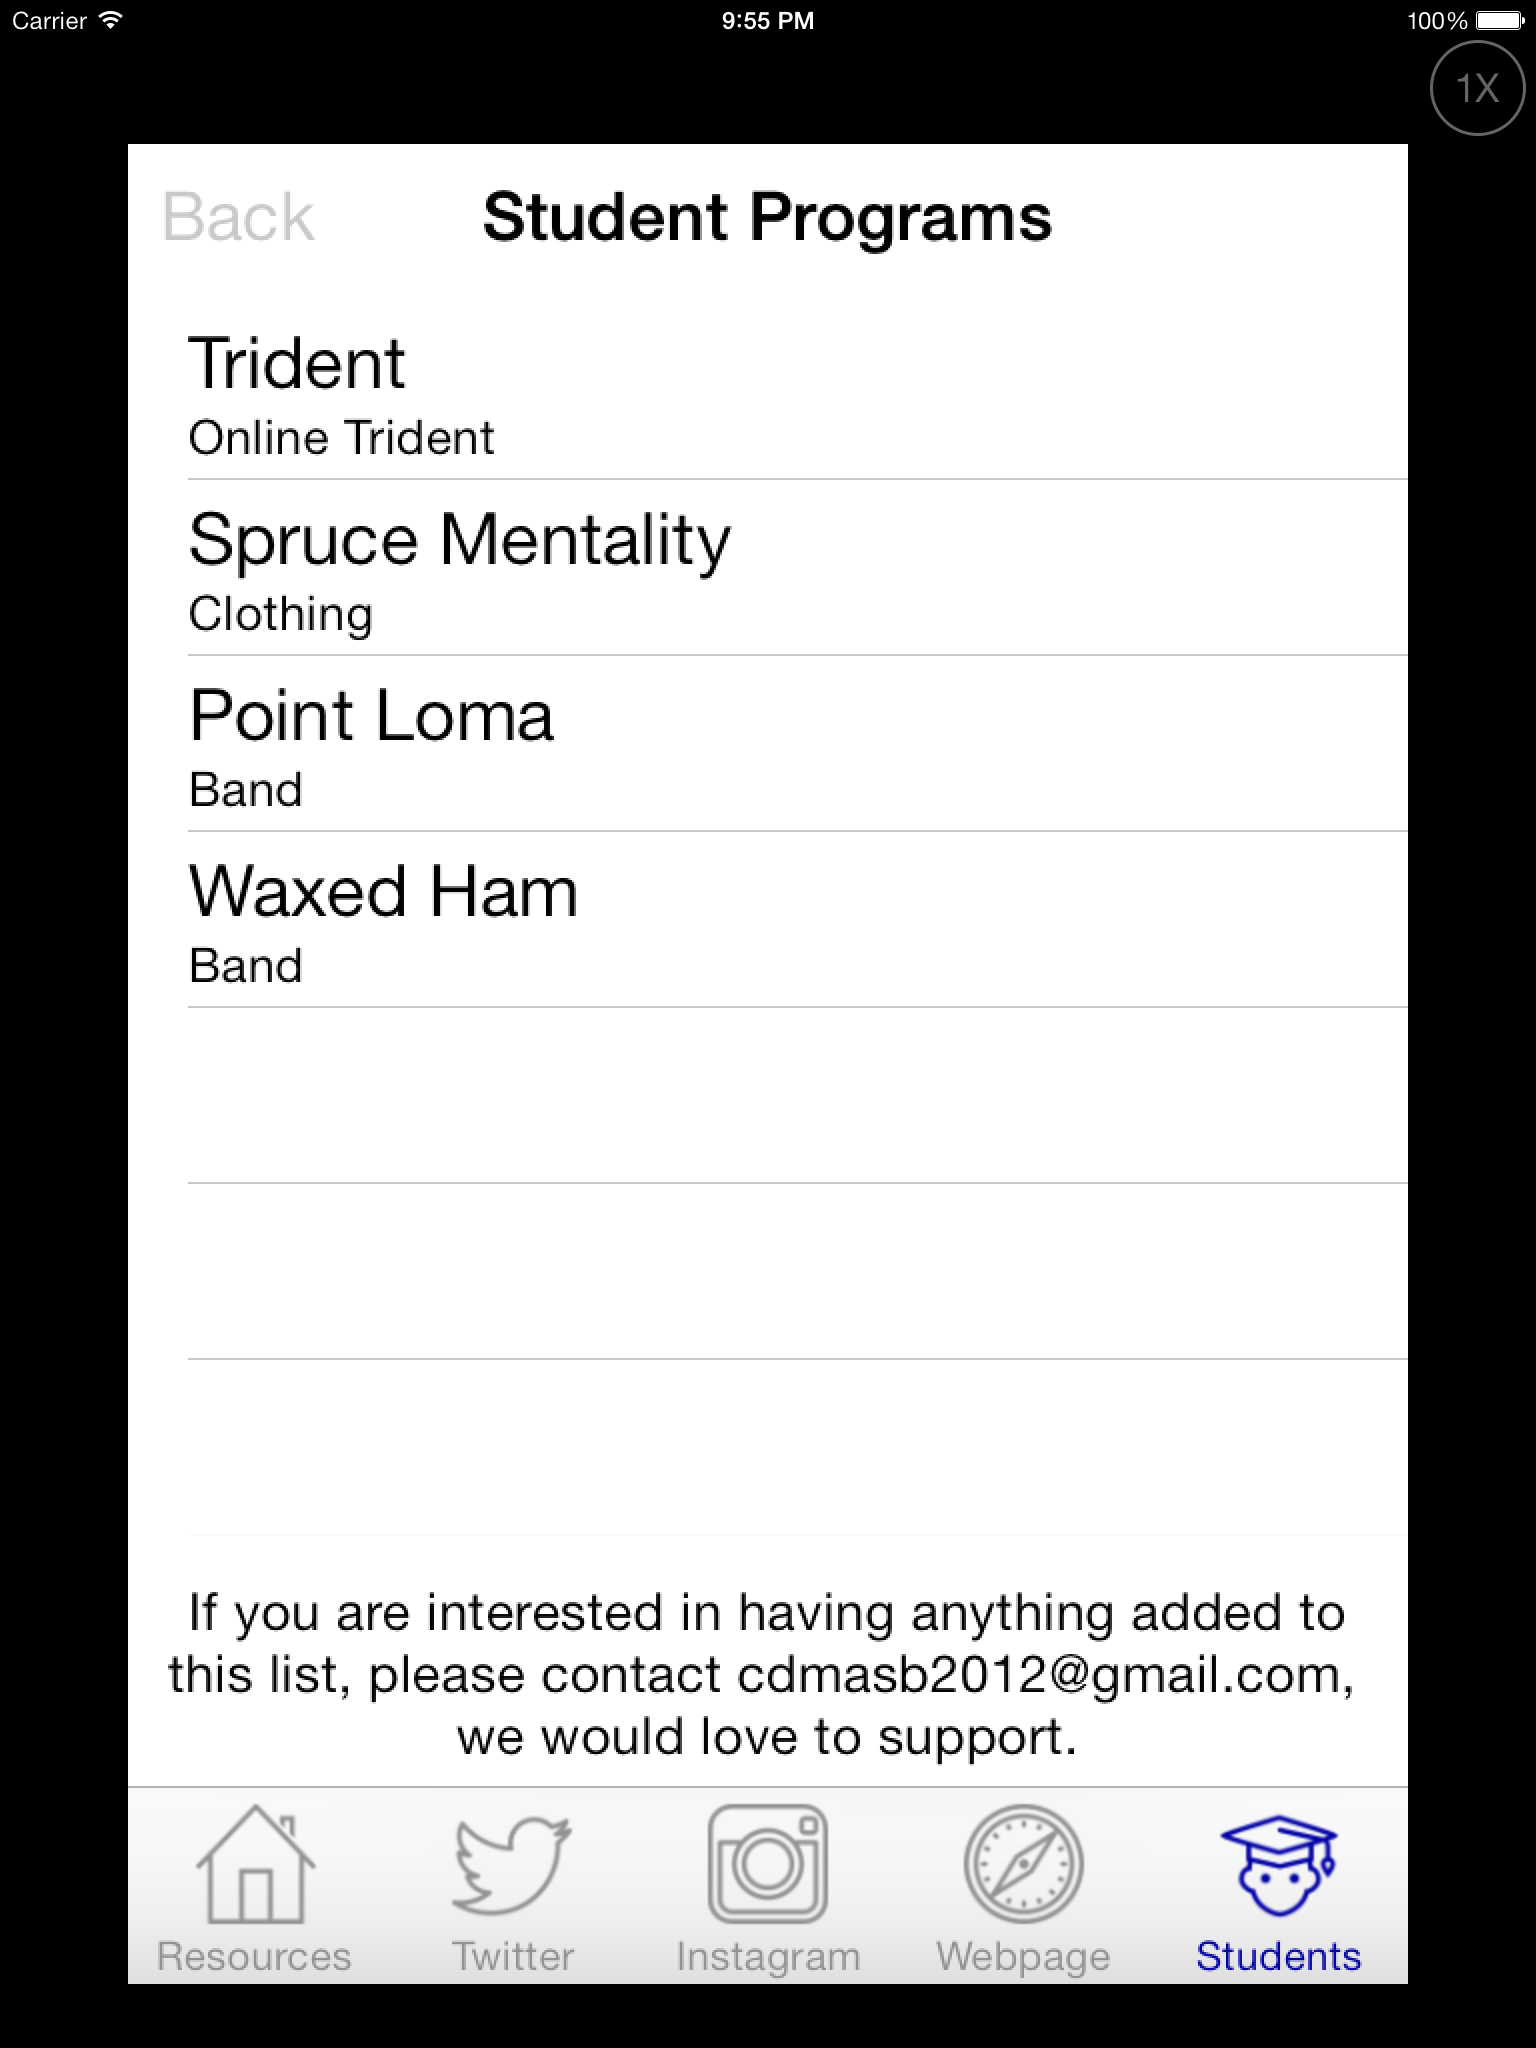 Carrier
9:55 PM
100%
1X
Back
Student Programs
Trident
Online Trident
Spruce Mentality
Clothing
Point Loma
Band
Waxed Ham
Band
If you are interested in having anything added to
this list, please contact cdmasb2012@gmail.com,
we would love to support.
Resources
Twitter
Instagram
Webpage
Students